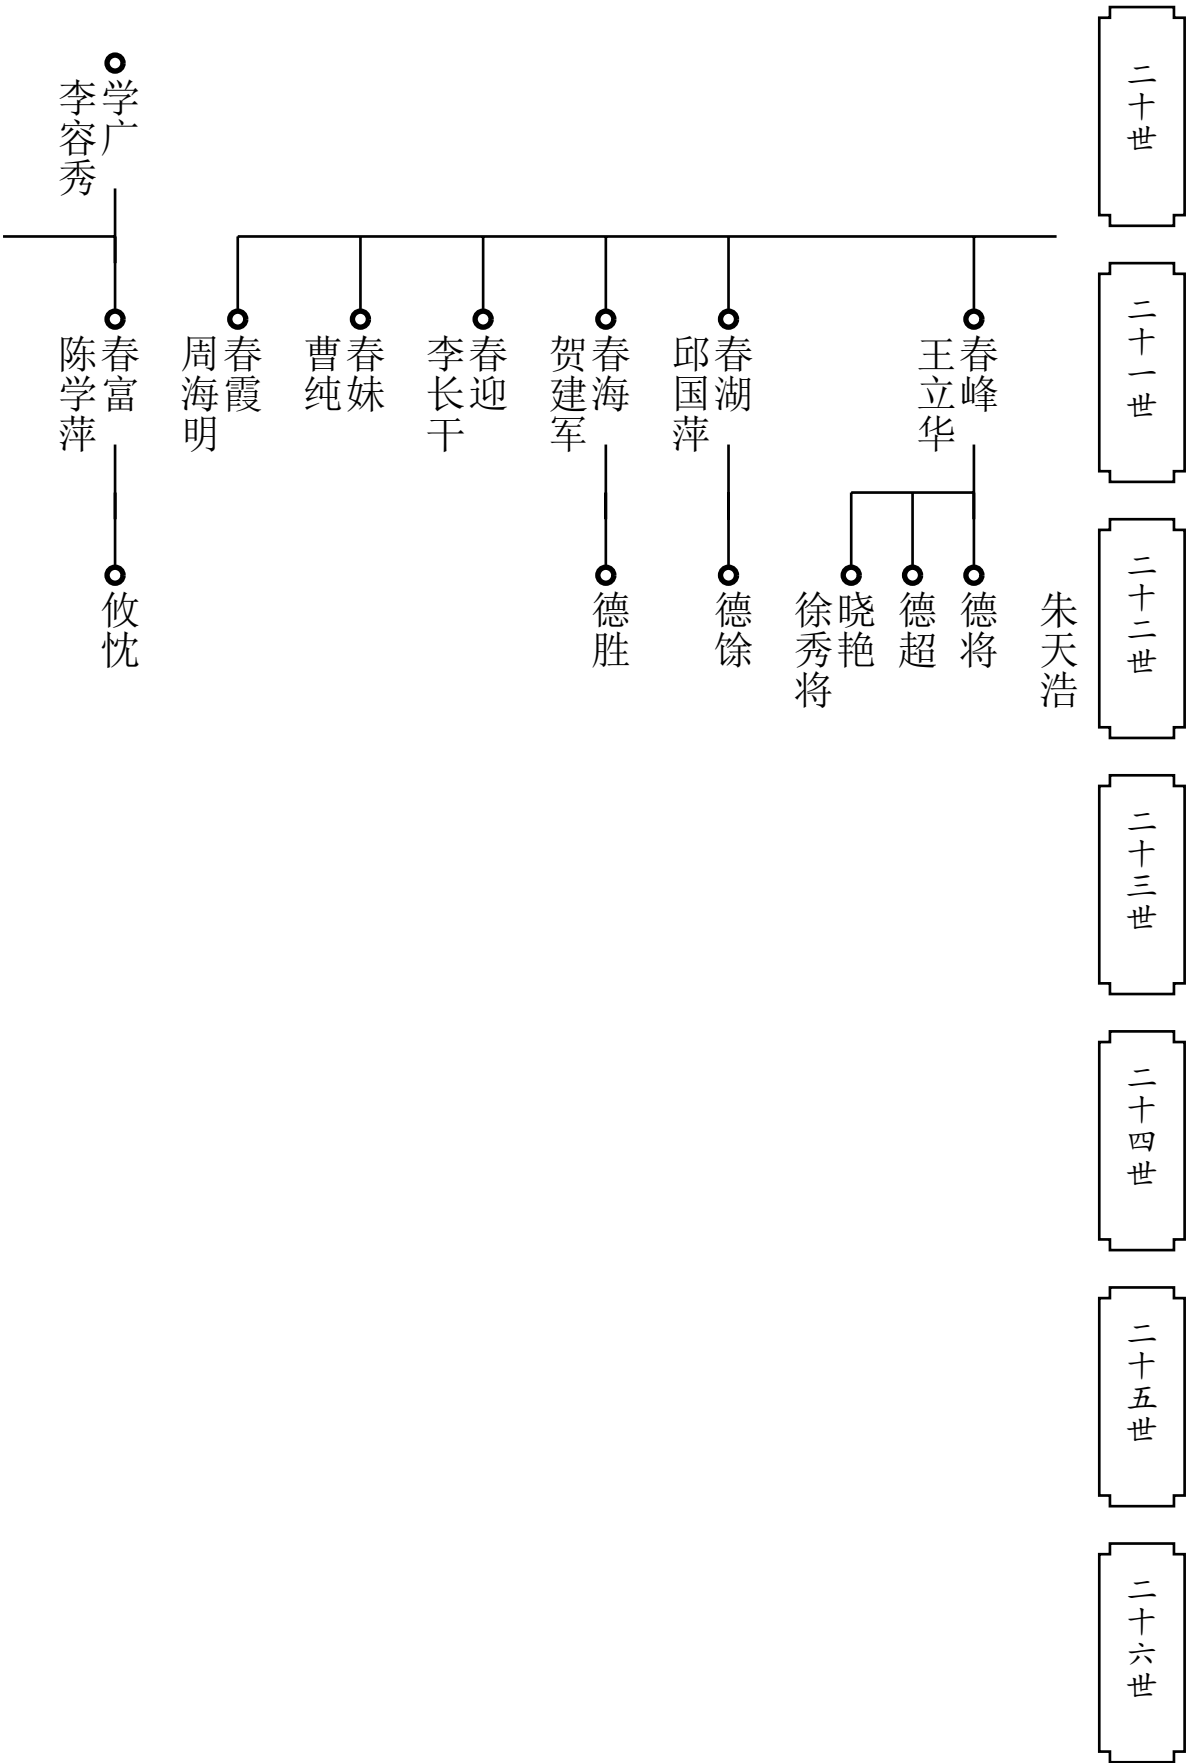 二十世
二十一世
二十二世
二十三世
二十四世
二十五世
二十六世
朱天浩
春峰
王立华
德将
德超
晓艳
徐秀将
春湖
邱国萍
德馀
春海
贺建军
德胜
春迎
李长干
春妹
曹纯
春霞
周海明
学广
李容秀
春富
陈学萍
攸忱